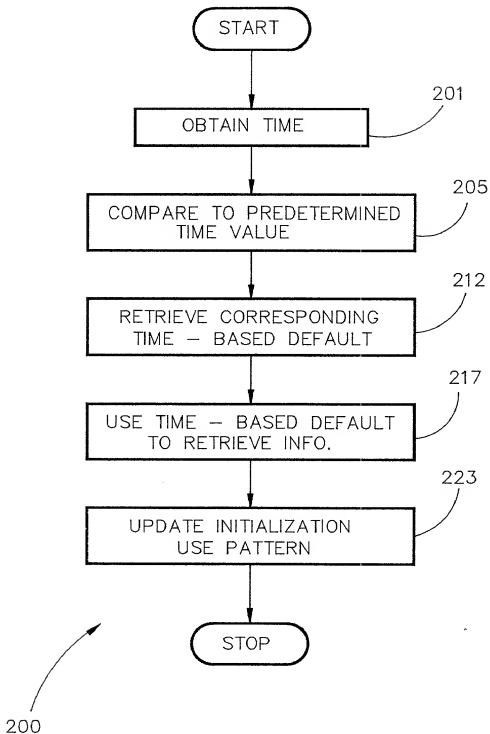 START
201
OBTAIN TIME
205
COMPARE TO PREDETERMINED
TIME VALUE
212
RETRIEVE CORRESPONDING
TIME – BASED DEFAULT
217
USE TIME – BASED DEFAULT
TO RETRIEVE INFO.
223
UPDATE INITIALIZATION
USE PATTERN
STOP
200